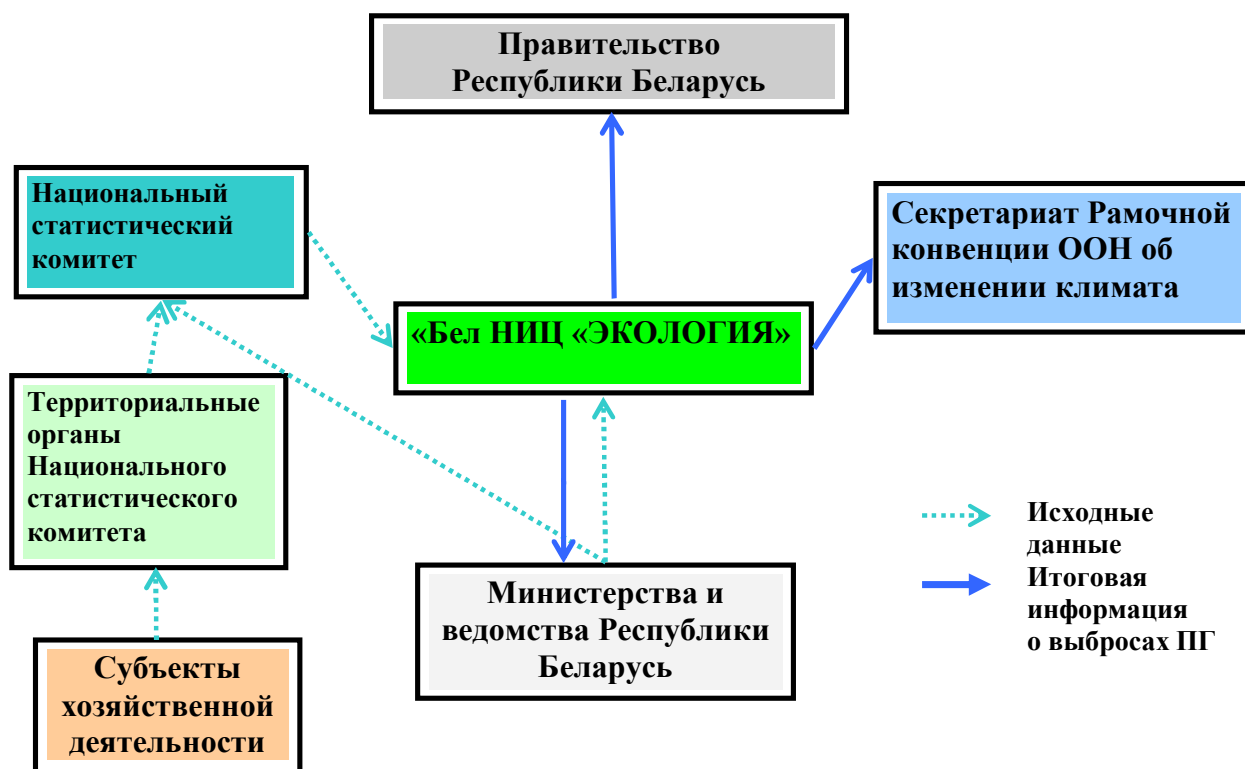 Правительство
Республики Беларусь
Национальный
статистический
комитет
Секретариат Рамочной
конвенции ООН об
изменении климата
«Бел НИЦ «ЭКОЛОГИЯ»
Территориальные
органы
Национального
статистического
комитета
Министерства и
ведомства Республики
Беларусь
Субъекты
хозяйственной
деятельности
Исходные
данные
Итоговая
информация
о выбросах ПГ